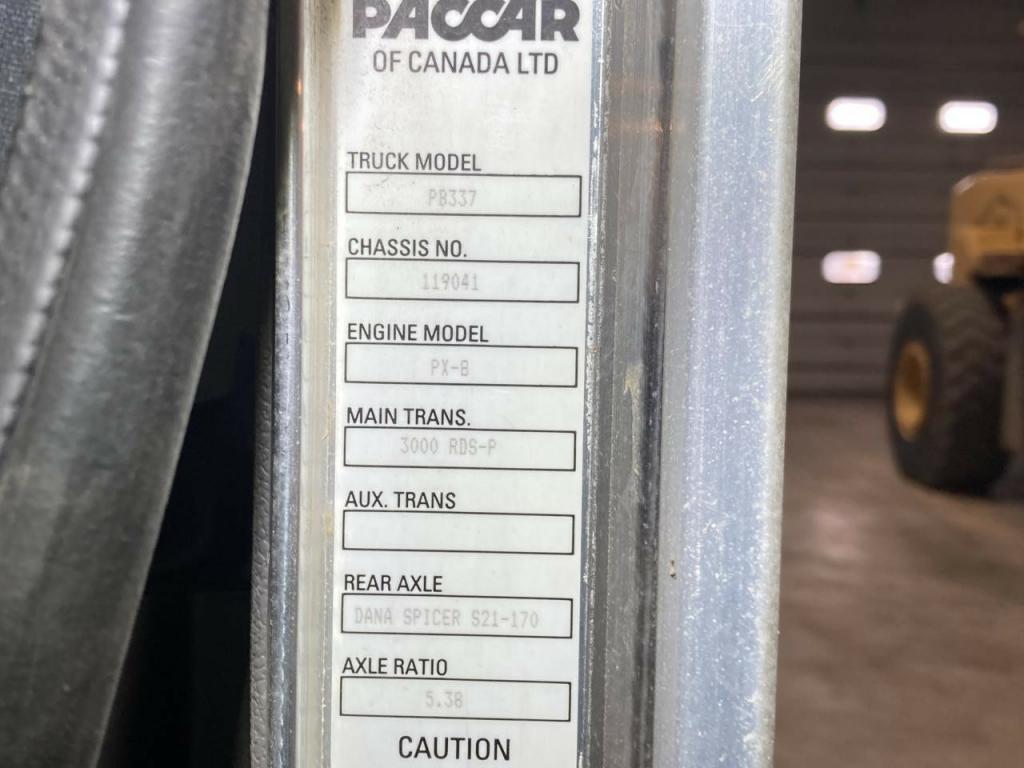 PACCAR
OF CANADA LTD
TRUCK MODEL
PB337
CHASSIS NO.
119041
ENGINE MODEL
PX-8
MAIN TRANS.
3000 RDS-P
AUX. TRANS
REAR AXLE
DANA SPICER S21-170
AXLE RATIO
5.38
CAUTION